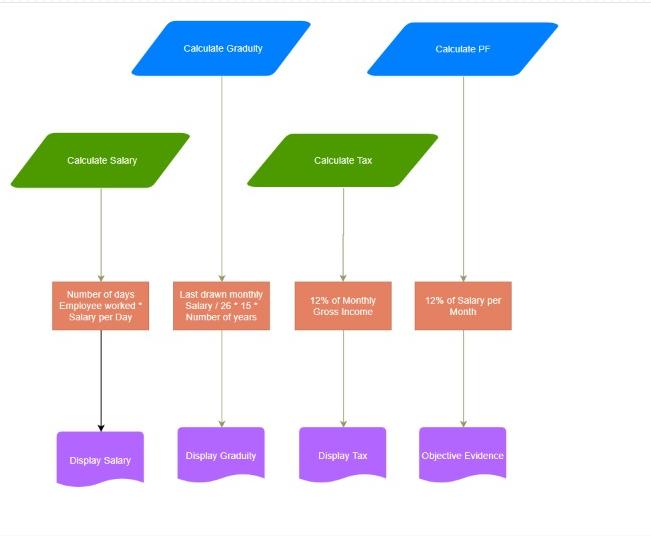 Calculate Graduity
Calculate PF
Calculate Salary
Calculate Tax
Number of days
Employee worked *
Salary per Day
Last drawn monthly
Salary / 26 * 15 *
Number of years
12% of Monthly
Gross Income
12% of Salary per
Month
Display Salary
Display Graduity
Display Tax
Objective Evidence